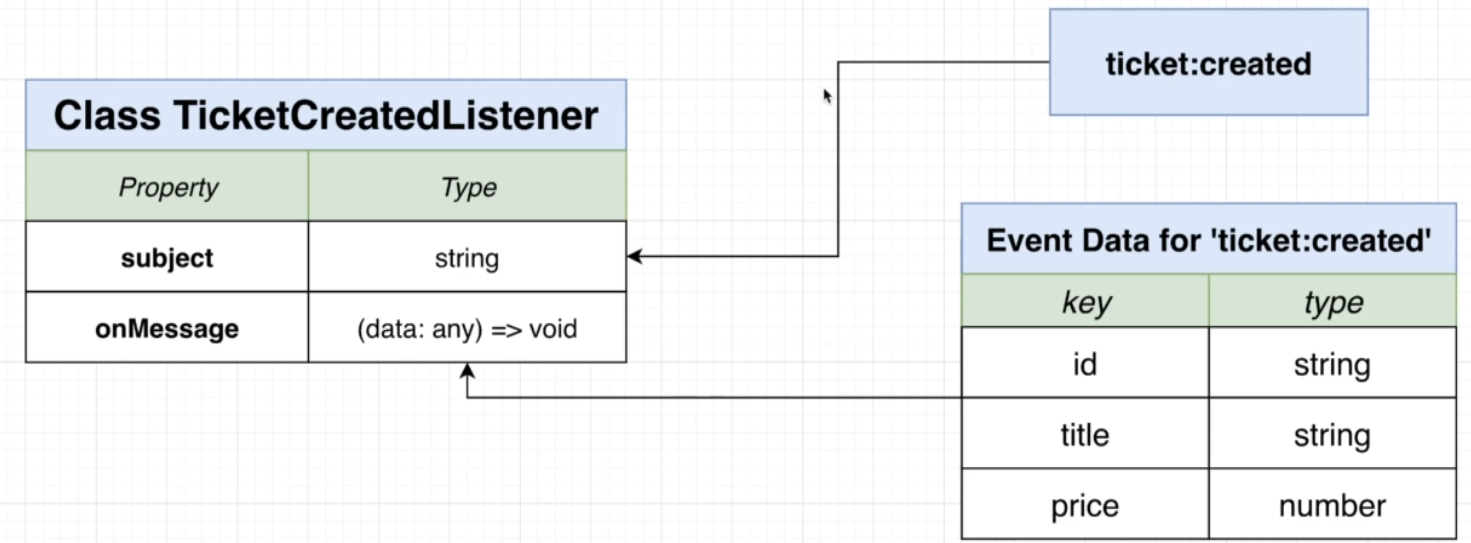 ticket:created
Class TicketCreatedListener
Property Type
subject string
onMessage (data: any) => void
Event Data for 'ticket:created'
key type
id string
title string
price number